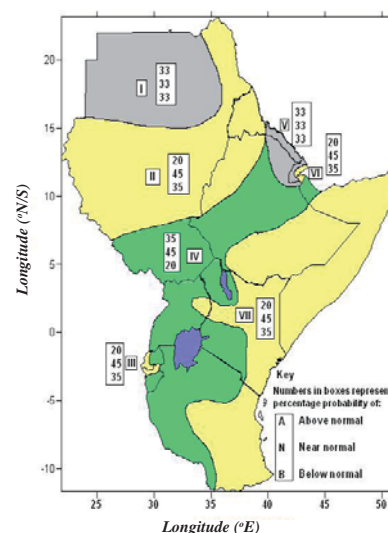 Longitude (°N/S)
20
15
10
5
0
-5
-10
I
33
33
33
V
33
33
33
VI
20
45
35
II
20
45
35
35
45
20
IV
VII
20
45
35
20
45
35
III
Key
Numbers in boxes represen
percentage probability of:
A Above normal
N Near normal
B Below normal
25 30 35 40 45 50
Longitude (°E)